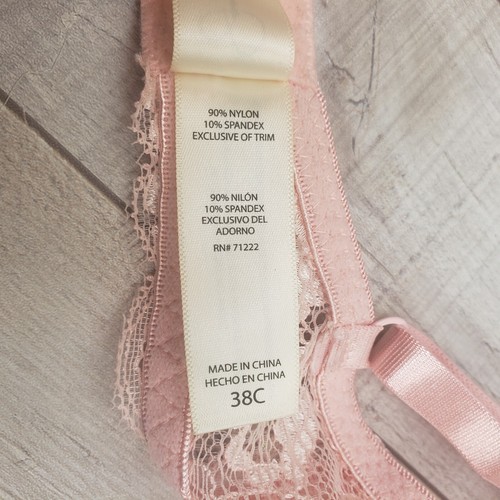 90% NYLON
10% SPANDEX
EXCLUSIVE OF TRIM
90% NILÓN
10% SPANDEX
EXCLUSIVO DEL
ADORNO
RN# 71222
MADE IN CHINA
HECHO EN CHINA
38C